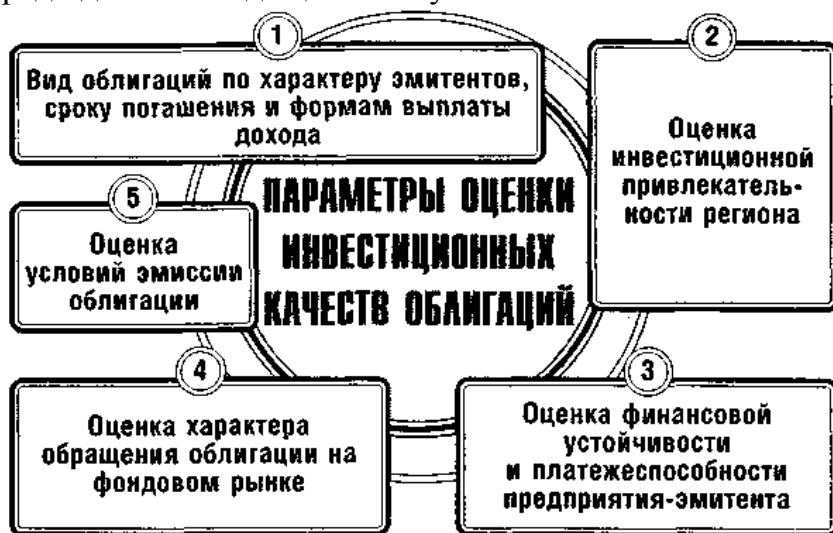 1
Вид облигаций по характеру эмитентов,
сроку погашения и формам выплаты
дохода
2
Оценка
инвестиционной
привлекатель-
ности региона
ПАРАМЕТРЫ ОЦЕНКИ
ИНВЕСТИЦИОННЫХ
КАЧЕСТВ ОБЛИГАЦИЙ
5
Оценка
условий эмиссии
облигации
4
Оценка характера
обращения облигации на
фондовом рынке
3
Оценка финансовой
устойчивости
и платежеспособности
предприятия-эмитента